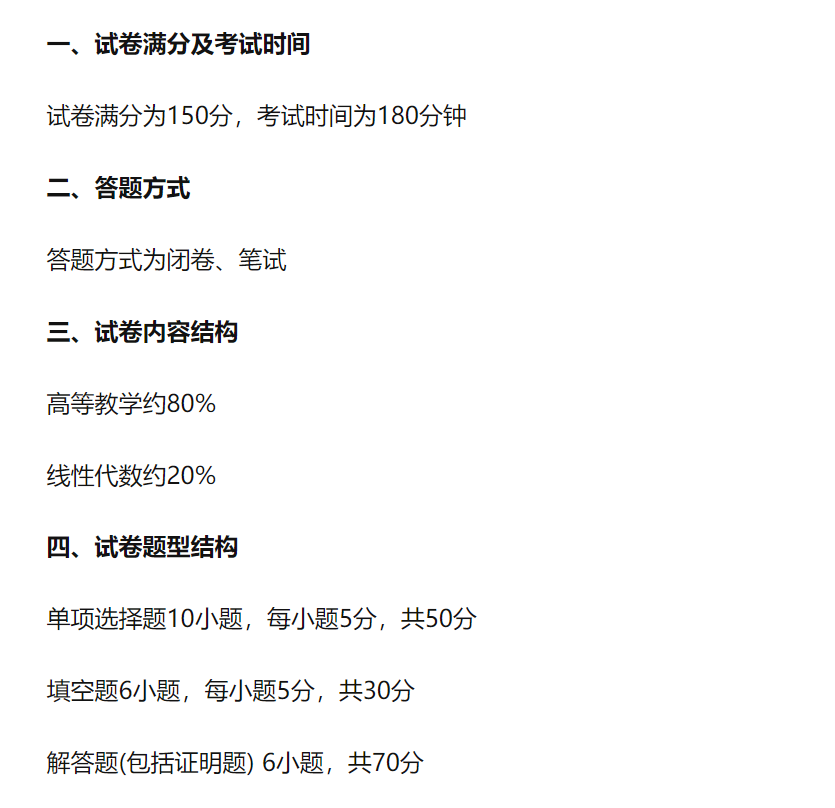 一、试卷满分及考试时间
试卷满分为150分，考试时间为180分钟
二、答题方式
答题方式为闭卷、笔试
三、试卷内容结构
高等教学约80%
线性代数约20%
四、试卷题型结构
单项选择题10小题，每小题5分，共50分
填空题6小题，每小题5分，共30分
解答题(包括证明题) 6小题，共70分